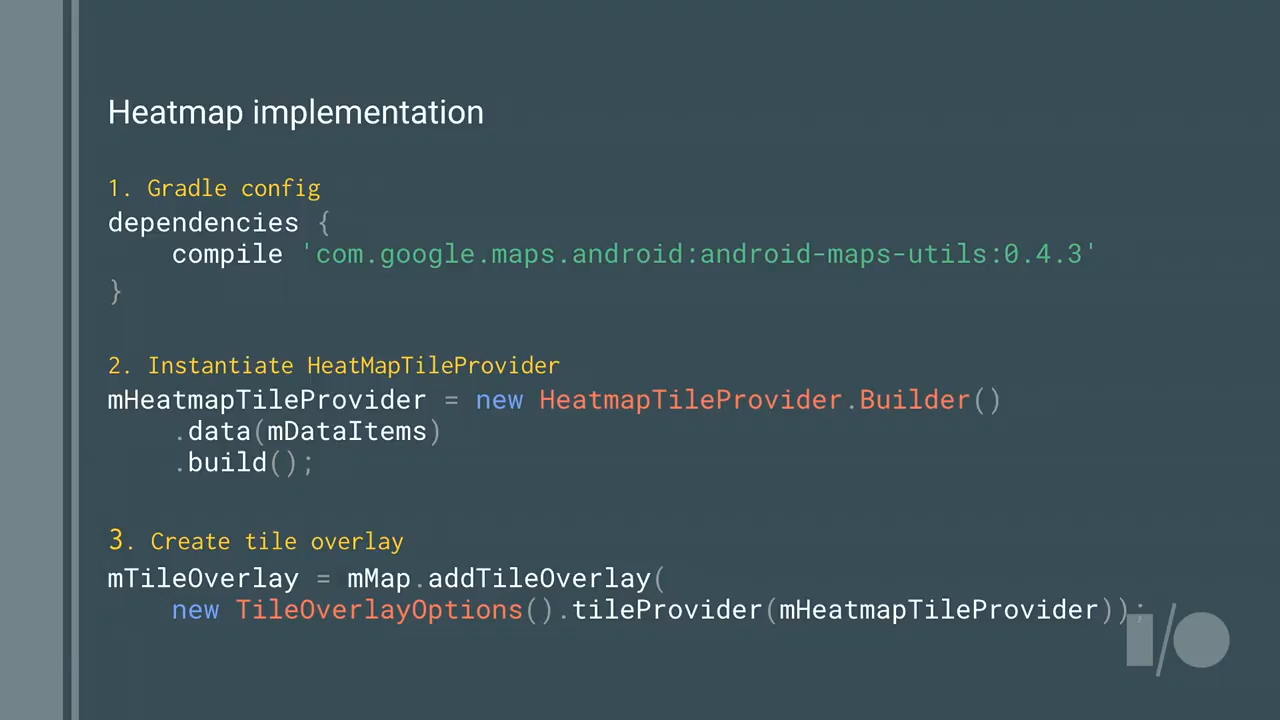 Heatmap implementation
1. Gradle config
dependencies {
    compile 'com.google.maps.android:android-maps-utils:0.4.3'
}
2. Instantiate HeatMapTileProvider
mHeatmapTileProvider = new HeatmapTileProvider.Builder()
    .data(mDataItems)
    .build();
3. Create tile overlay
mTileOverlay = mMap.addTileOverlay(
    new TileOverlayOptions().tileProvider(mHeatmapTileProvider));
I/O